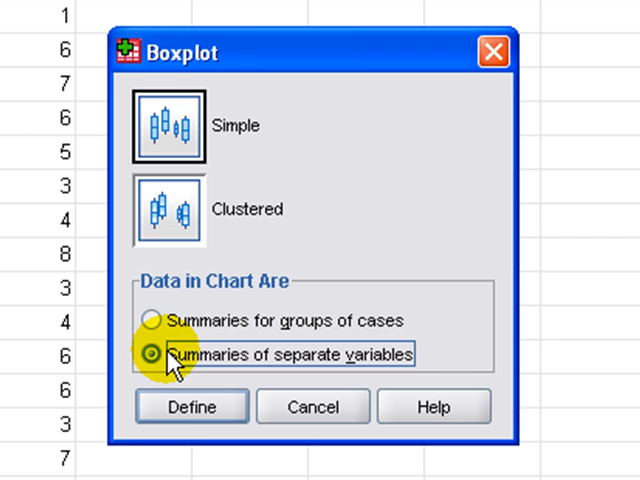 1
6
7
6
5
3
4
8
3
4
6
6
3
7
Boxplot
Simple
Clustered
Data in Chart Are
Summaries for groups of cases
Summaries of separate variables
Define
Cancel
Help